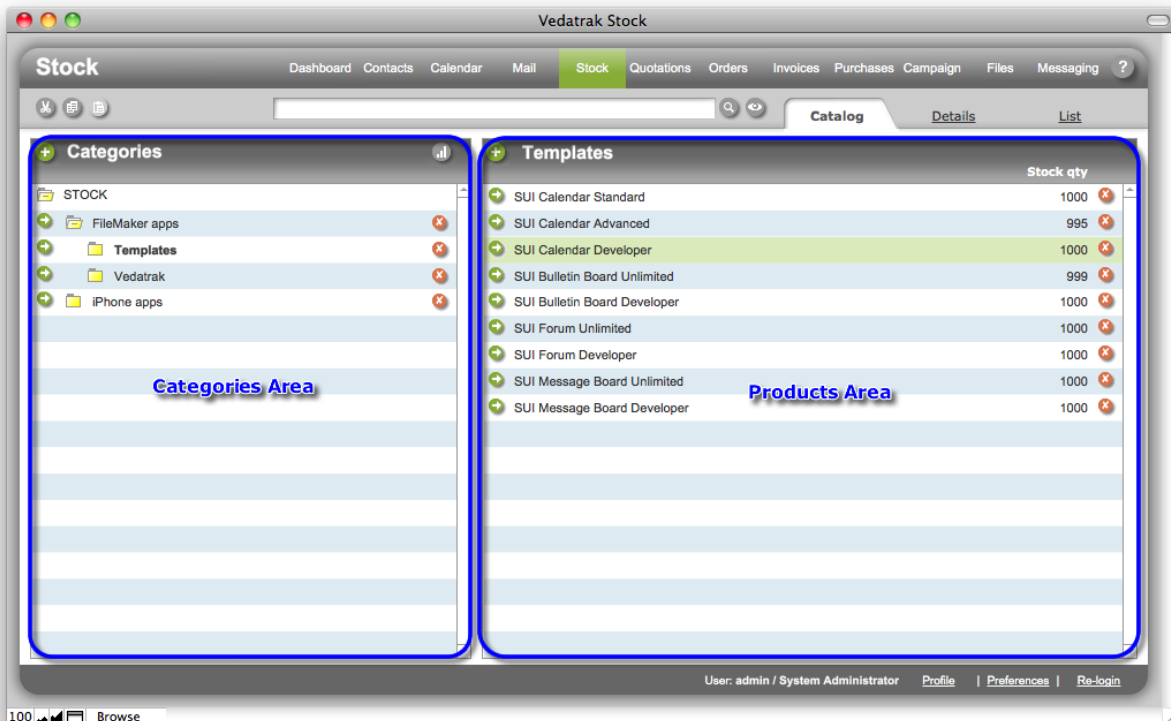 Vedatrak Stock
Stock Dashboard Contacts Calendar Mail Stock Quotations Orders Invoices Purchases Campaign Files Messaging ?
Catalog Details List
Categories
STOCK
FileMaker apps
Templates
Vedatrak
iPhone apps
Categories Area
Templates
Stock qty
SUI Calendar Standard 1000
SUI Calendar Advanced 995
SUI Calendar Developer 1000
SUI Bulletin Board Unlimited 999
SUI Bulletin Board Developer 1000
SUI Forum Unlimited 1000
SUI Forum Developer 1000
SUI Message Board Unlimited 1000
SUI Message Board Developer 1000
Products Area
User: admin / System Administrator Profile | Preferences | Re-login
100 Browse